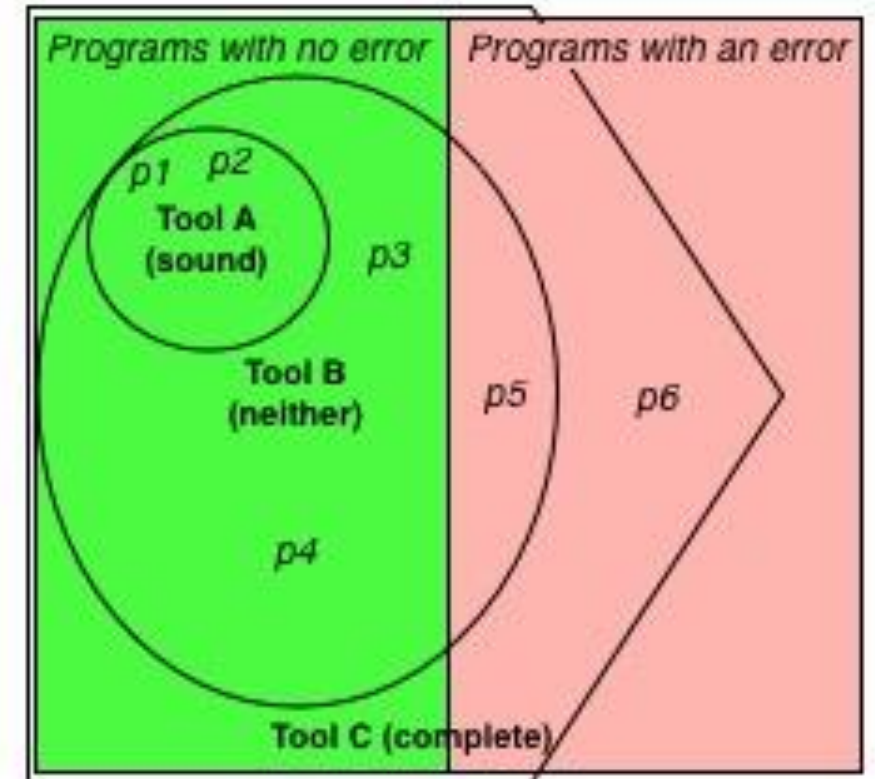 Programs with no error
Programs with an error
p1
p2
Tool A
(sound)
p3
Tool B
(neither)
p5
p6
p4
Tool C (complete)